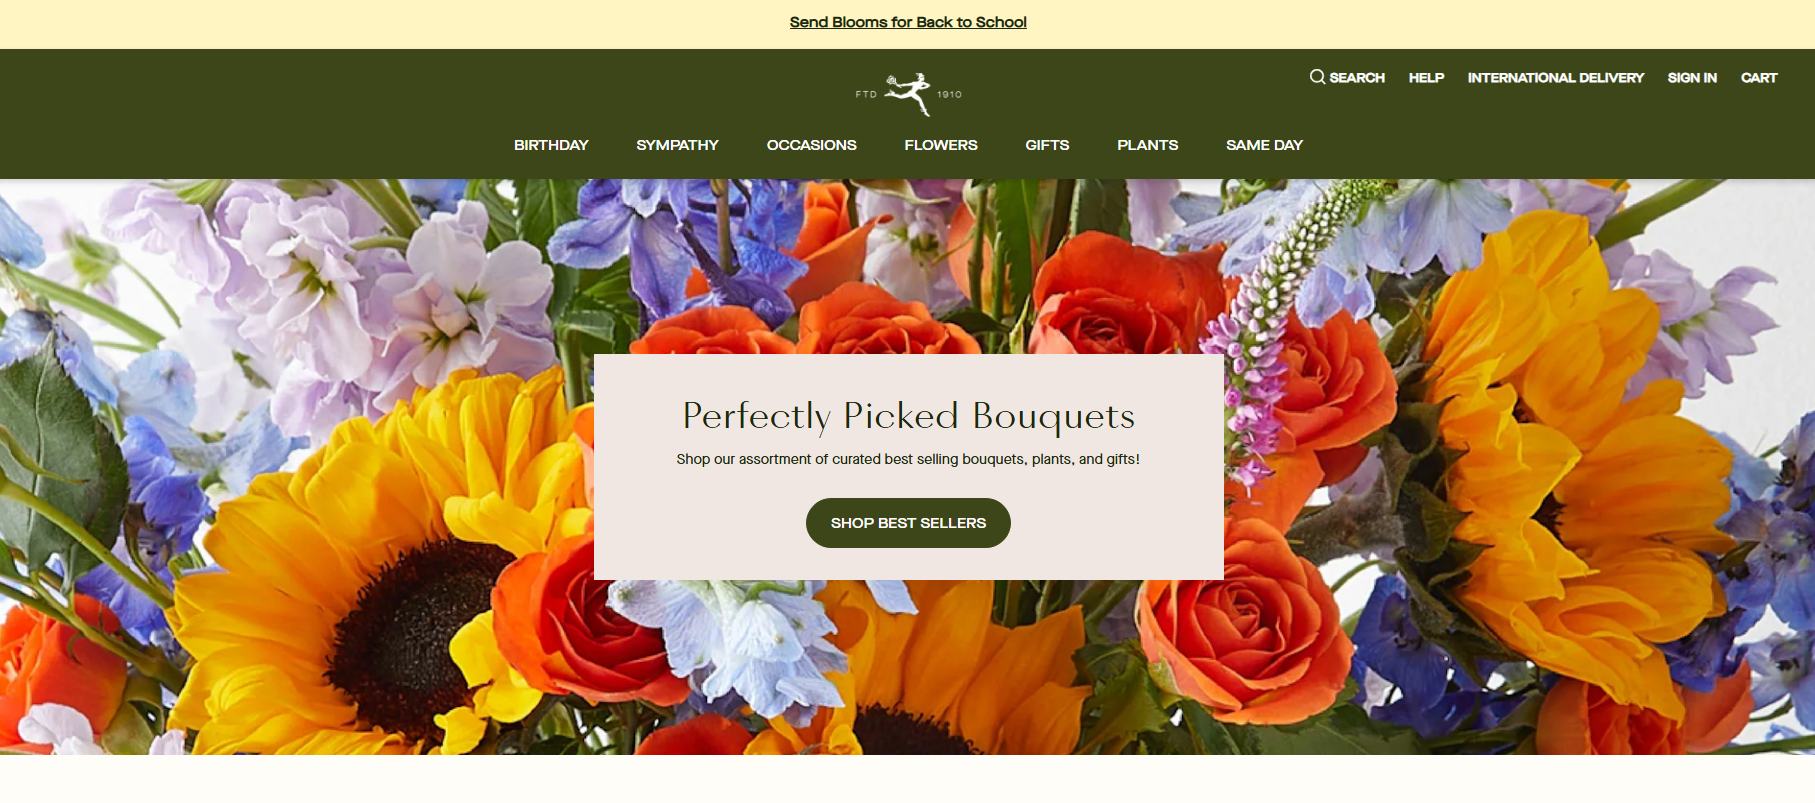 Send Blooms for Back to School
FTD 1910
SEARCH HELP INTERNATIONAL DELIVERY SIGN IN CART
BIRTHDAY SYMPATHY OCCASIONS FLOWERS GIFTS PLANTS SAME DAY
Perfectly Picked Bouquets
Shop our assortment of curated best selling bouquets, plants, and gifts!
SHOP BEST SELLERS